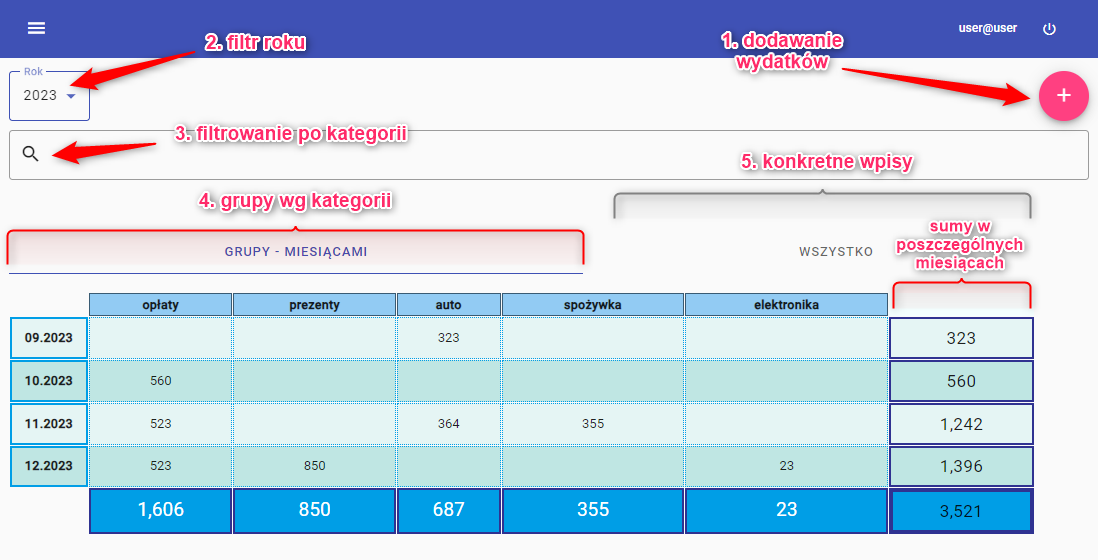 user@user
2. filtr roku
1. dodawanie
wydatków
Rok
2023
+
3. filtrowanie po kategorii
5. konkretne wpisy
4. grupy wg kategorii
sumy w
poszczególnych
miesiącach
GRUPY - MIESIĄCAMI
WSZYSTKO
opłaty prezenty auto spożywka elektronika
09.2023 323 323
10.2023 560 560
11.2023 523 364 355 1,242
12.2023 523 850 23 1,396
1,606 850 687 355 23 3,521